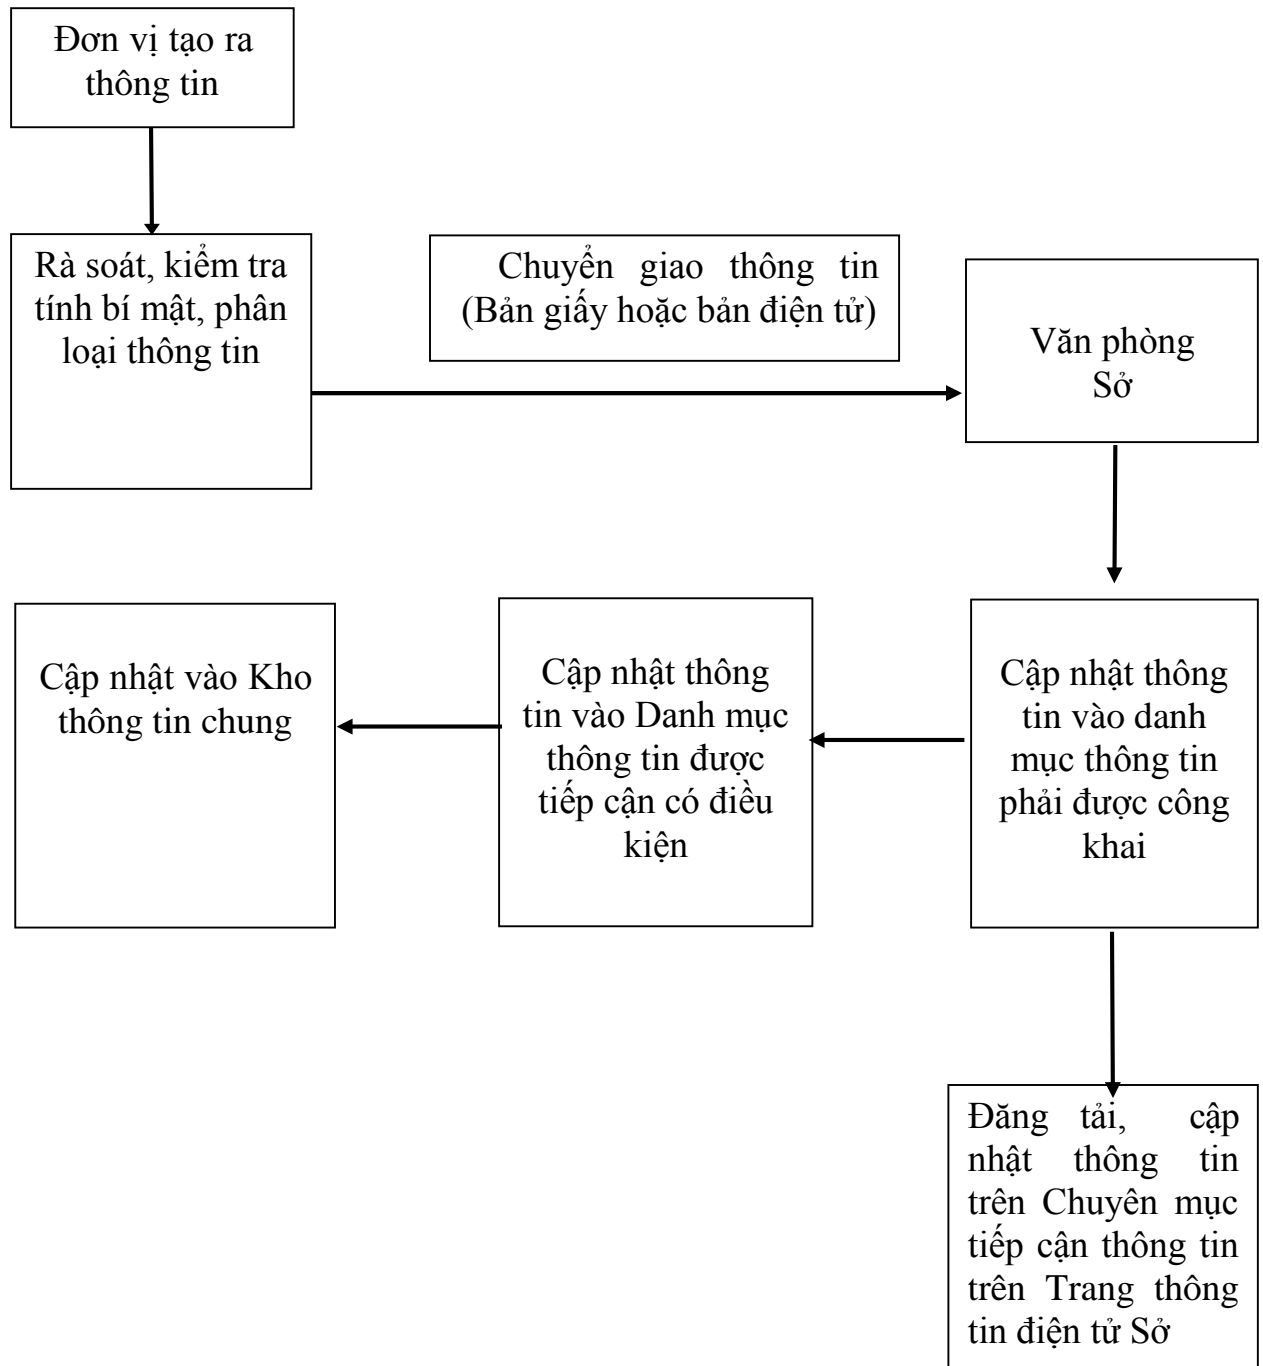 Đơn vị tạo ra
thông tin
Rà soát, kiểm tra
tính bí mật, phân
loại thông tin
Chuyển giao thông tin
(Bản giấy hoặc bản điện tử)
Văn phòng
Sở
Cập nhật vào Kho
thông tin chung
Cập nhật thông
tin vào Danh mục
thông tin được
tiếp cận có điều
kiện
Cập nhật thông
tin vào danh
mục thông tin
phải được công
khai
Đăng tải, cập
nhật thông tin
trên Chuyên mục
tiếp cận thông tin
trên Trang thông
tin điện tử Sở